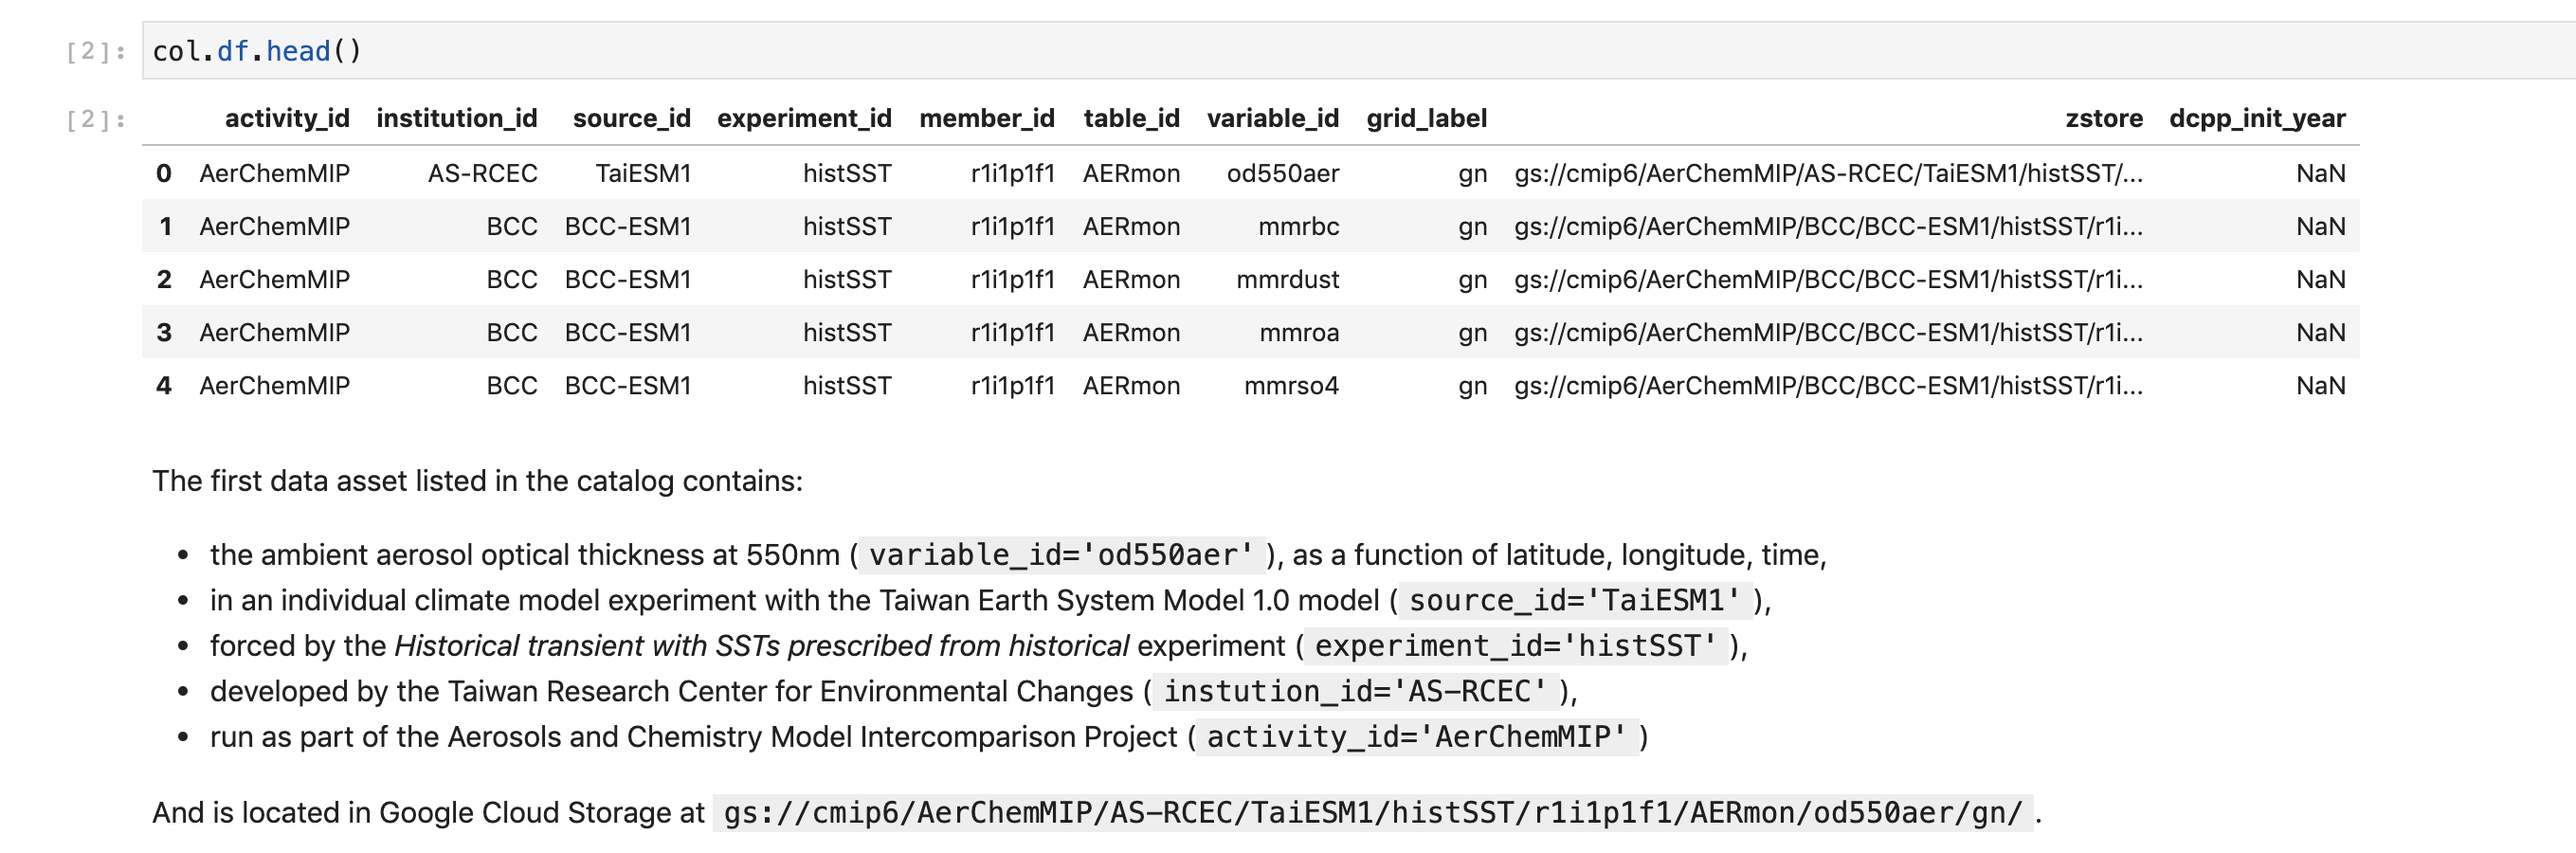 [2]: col.df.head()
[2]: activity_id institution_id source_id experiment_id member_id table_id variable_id grid_label zstore dcpp_init_year
0 AerChemMIP AS-RCEC TaiESM1 histSST r1i1p1f1 AERmon od550aer gn gs://cmip6/AerChemMIP/AS-RCEC/TaiESM1/histSST/... NaN
1 AerChemMIP BCC BCC-ESM1 histSST r1i1p1f1 AERmon mmrbc gn gs://cmip6/AerChemMIP/BCC/BCC-ESM1/histSST/r1i... NaN
2 AerChemMIP BCC BCC-ESM1 histSST r1i1p1f1 AERmon mmrdust gn gs://cmip6/AerChemMIP/BCC/BCC-ESM1/histSST/r1i... NaN
3 AerChemMIP BCC BCC-ESM1 histSST r1i1p1f1 AERmon mmroa gn gs://cmip6/AerChemMIP/BCC/BCC-ESM1/histSST/r1i... NaN
4 AerChemMIP BCC BCC-ESM1 histSST r1i1p1f1 AERmon mmrso4 gn gs://cmip6/AerChemMIP/BCC/BCC-ESM1/histSST/r1i... NaN
The first data asset listed in the catalog contains:
• the ambient aerosol optical thickness at 550nm ( variable_id='od550aer' ), as a function of latitude, longitude, time,
• in an individual climate model experiment with the Taiwan Earth System Model 1.0 model ( source_id='TaiESM1' ),
• forced by the Historical transient with SSTs prescribed from historical experiment ( experiment_id='histSST' ),
• developed by the Taiwan Research Center for Environmental Changes ( instution_id='AS-RCEC' ),
• run as part of the Aerosols and Chemistry Model Intercomparison Project ( activity_id='AerChemMIP' )
And is located in Google Cloud Storage at gs://cmip6/AerChemMIP/AS-RCEC/TaiESM1/histSST/r1i1p1f1/AERmon/od550aer/gn/ .